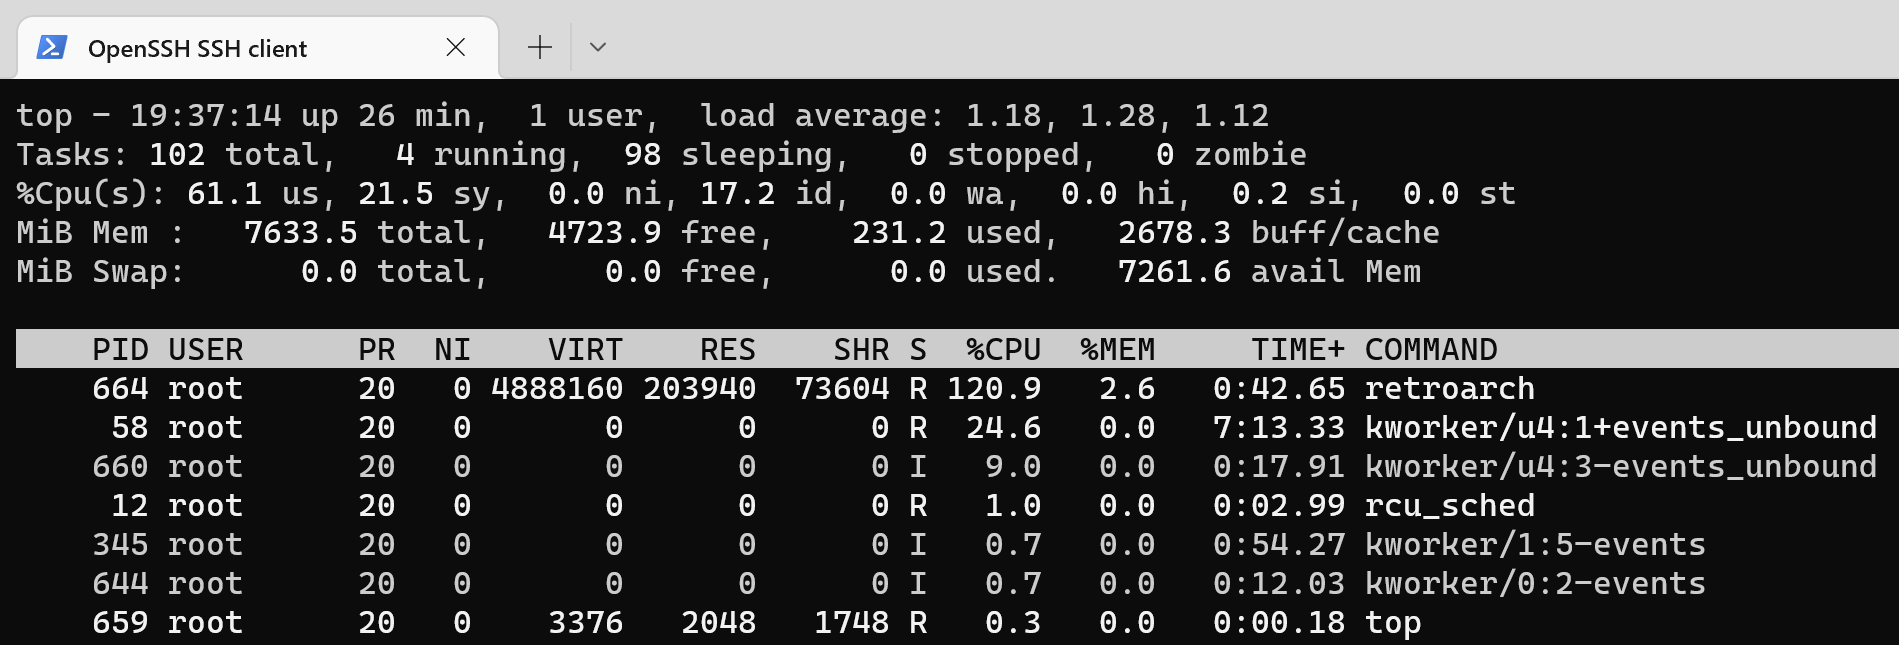 OpenSSH SSH client
top - 19:37:14 up 26 min,  1 user,  load average: 1.18, 1.28, 1.12
Tasks: 102 total,   4 running,  98 sleeping,   0 stopped,   0 zombie
%Cpu(s): 61.1 us, 21.5 sy,  0.0 ni, 17.2 id,  0.0 wa,  0.0 hi,  0.2 si,  0.0 st
MiB Mem :   7633.5 total,   4723.9 free,    231.2 used,   2678.3 buff/cache
MiB Swap:      0.0 total,      0.0 free,      0.0 used.   7261.6 avail Mem
    PID USER      PR  NI    VIRT    RES    SHR S  %CPU  %MEM     TIME+ COMMAND
    664 root      20   0 4888160 203940  73604 R 120.9   2.6   0:42.65 retroarch
     58 root      20   0       0      0      0 R  24.6   0.0   7:13.33 kworker/u4:1+events_unbound
    660 root      20   0       0      0      0 I   9.0   0.0   0:17.91 kworker/u4:3-events_unbound
     12 root      20   0       0      0      0 R   1.0   0.0   0:02.99 rcu_sched
    345 root      20   0       0      0      0 I   0.7   0.0   0:54.27 kworker/1:5-events
    644 root      20   0       0      0      0 I   0.7   0.0   0:12.03 kworker/0:2-events
    659 root      20   0    3376   2048   1748 R   0.3   0.0   0:00.18 top